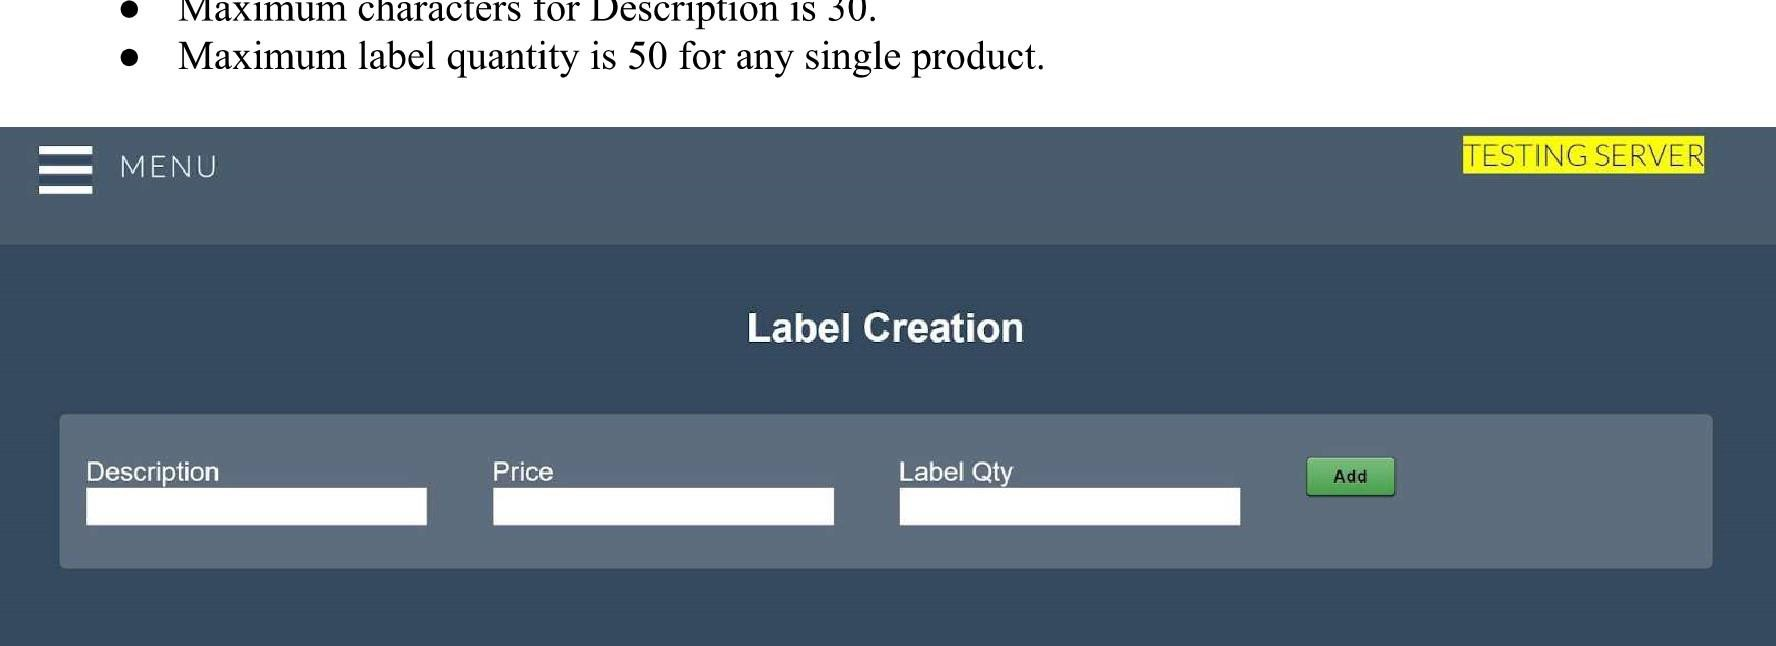 ● Maximum characters for Description is 30.
● Maximum label quantity is 50 for any single product.
MENU
TESTING SERVER
Label Creation
Description
Price
Label Qty
Add